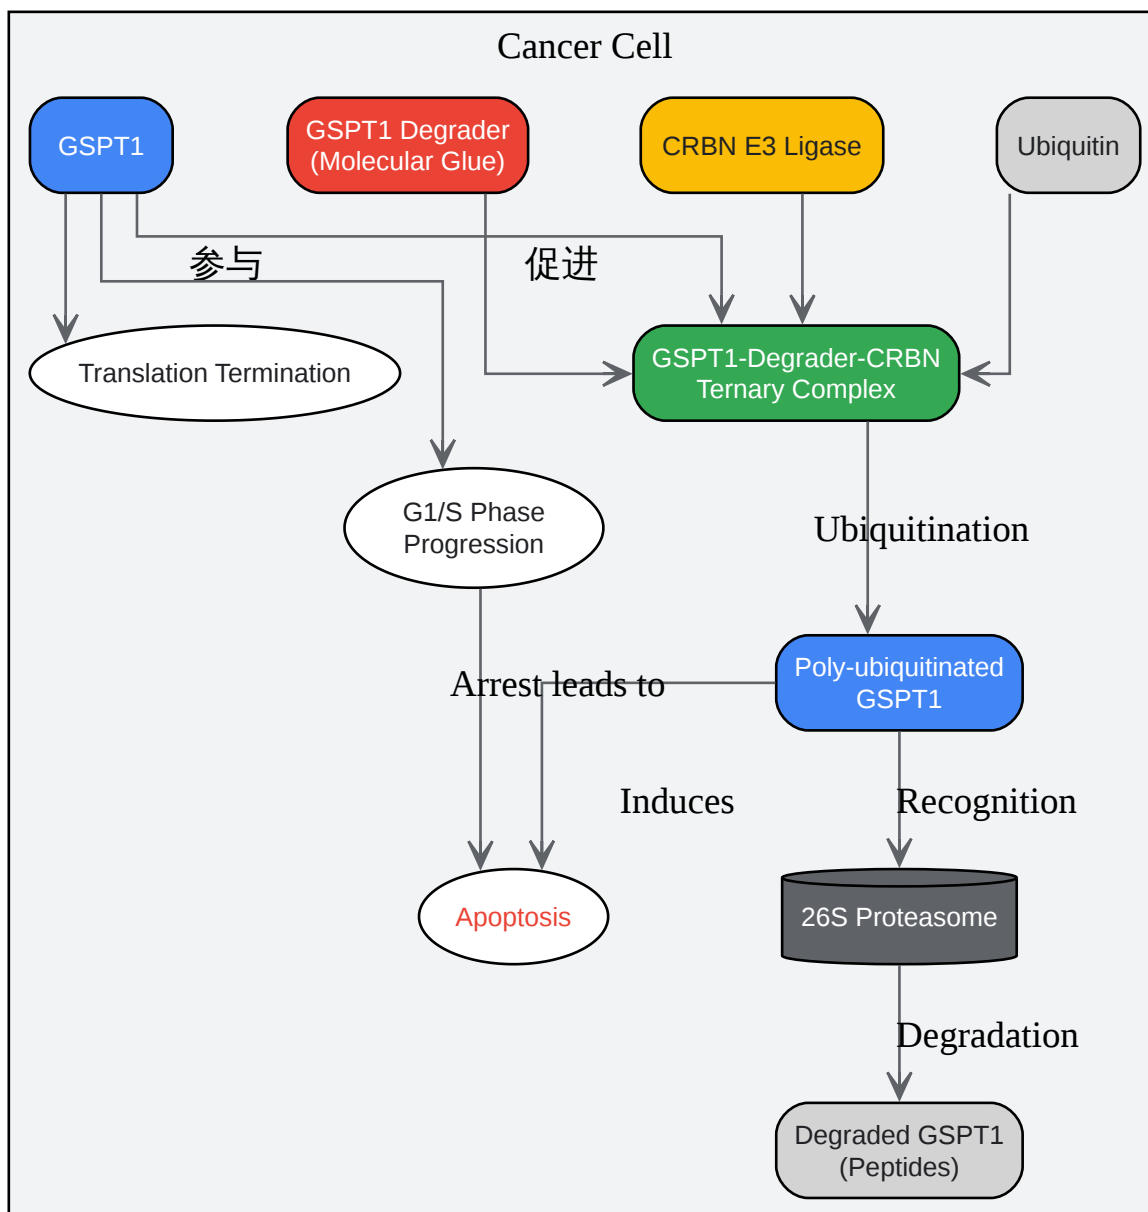 Cancer Cell
GSPT1
GSPT1 Degrader
(Molecular Glue)
CRBN E3 Ligase
Ubiquitin
参与
促进
Translation Termination
GSPT1-Degrader-CRBN
Ternary Complex
G1/S Phase
Progression
Ubiquitination
Arrest leads to
Poly-ubiquitinated
GSPT1
Induces
Recognition
Apoptosis
26S Proteasome
Degradation
Degraded GSPT1
(Peptides)